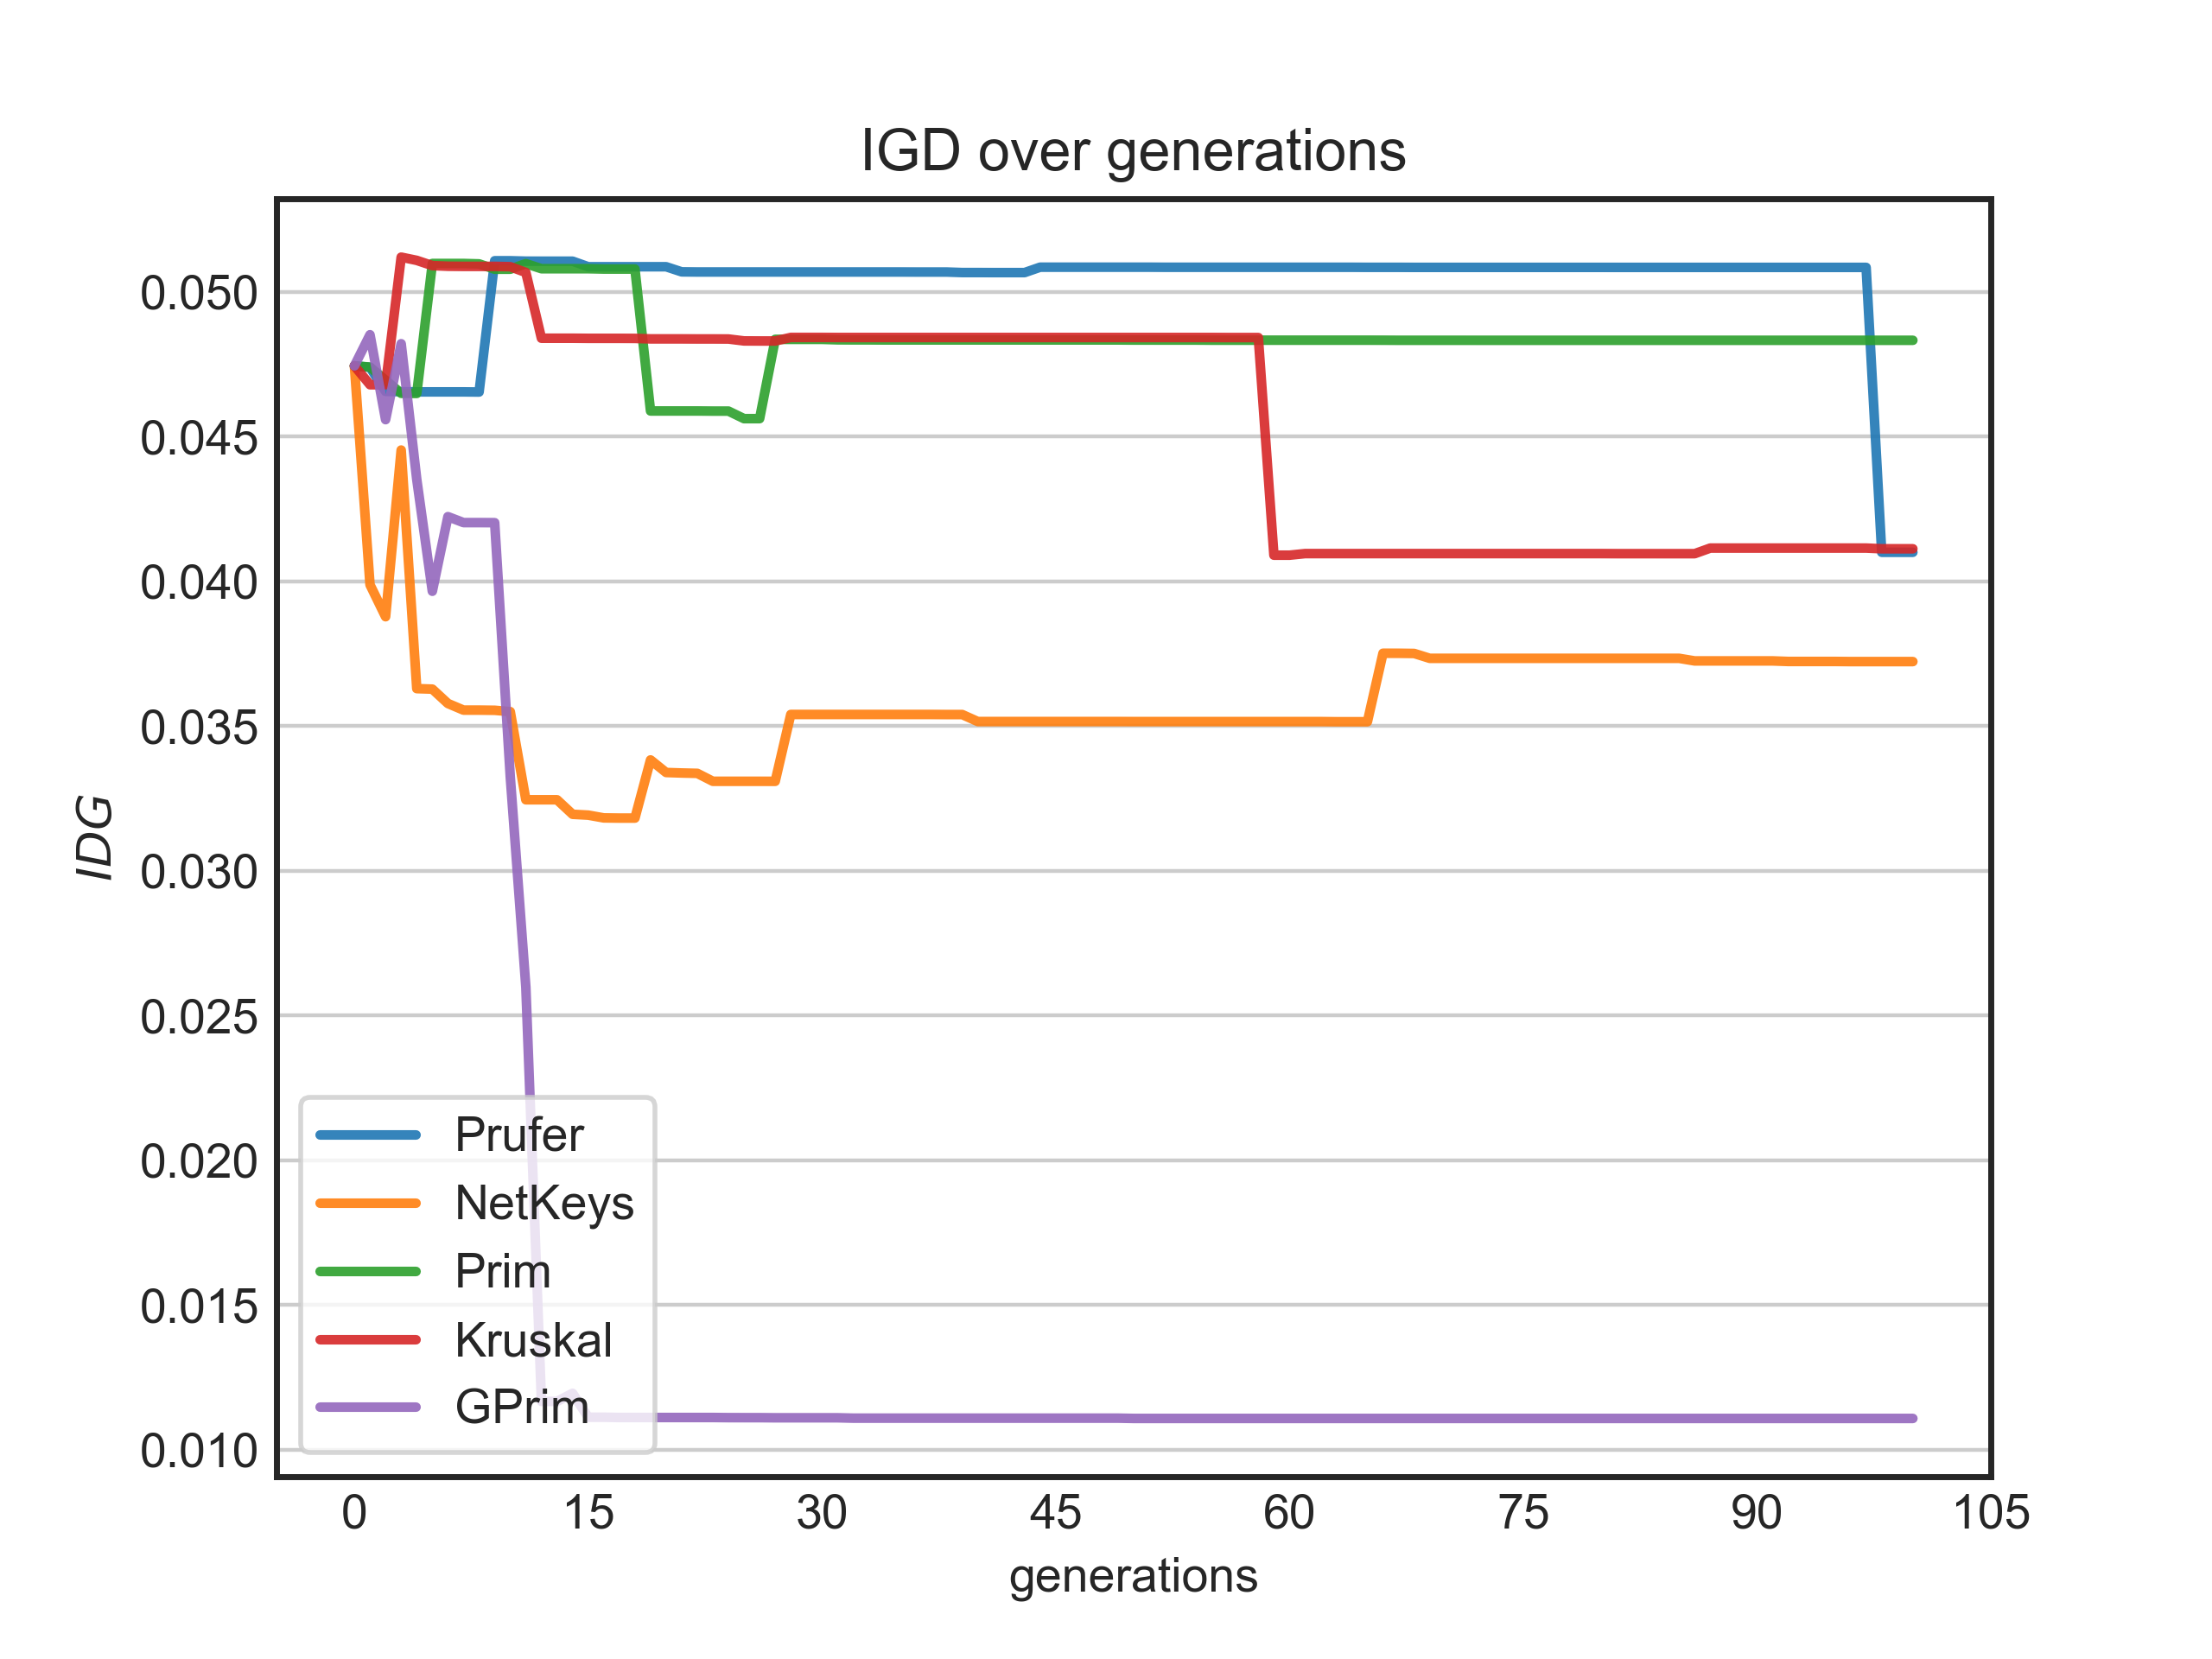 IGD over generations
IDG
0.050
0.045
0.040
0.035
0.030
0.025
0.020
0.015
0.010
Prufer
NetKeys
Prim
Kruskal
GPrim
0 15 30 45 60 75 90 105
generations